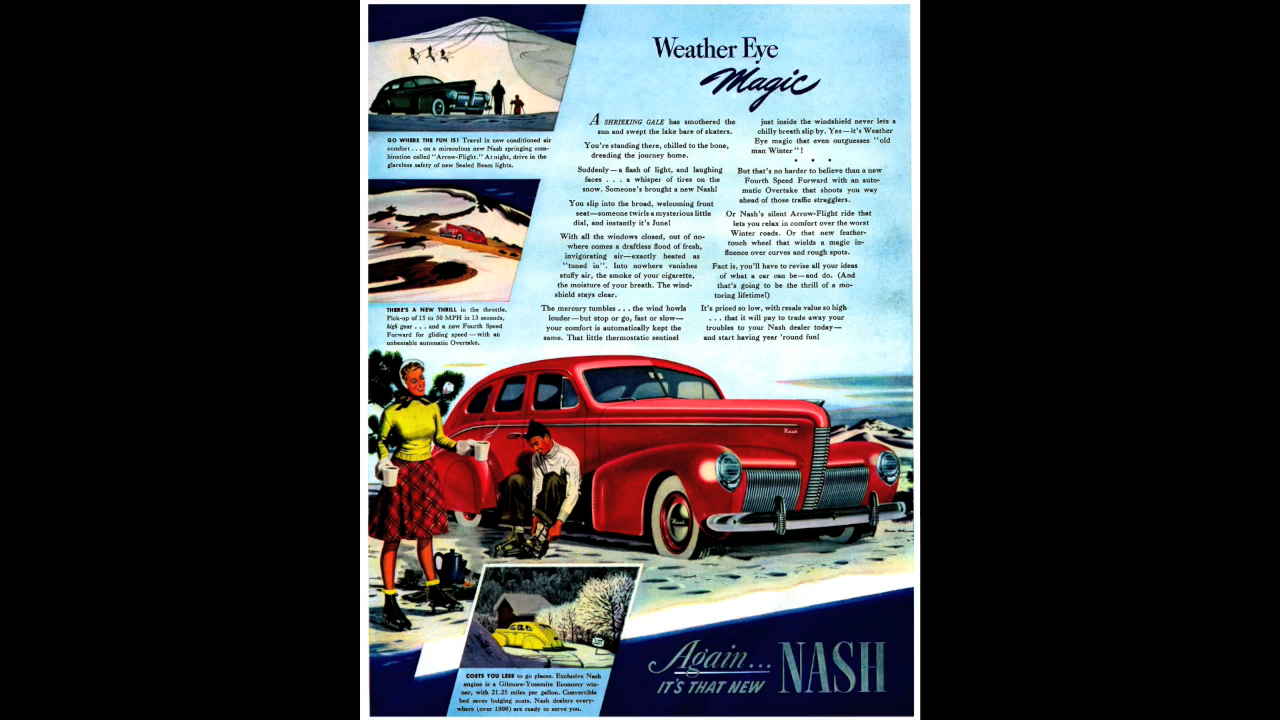 Weather Eye
Magic
A SHRIEKING GALE has smothered the
sun and swept the lake bare of skaters.
You're standing there, chilled to the bone,
dreading the journey home.
Suddenly—a flash of light, and laughing
faces . . . a whisper of tires on the
snow. Someone's brought a new Nash!
You slip into the broad, welcoming front
seat—someone twirls a mysterious little
dial, and instantly it's June!
With all the windows closed, out of no-
where comes a draftless flood of fresh,
invigorating air—exactly heated as
"tuned in". Into nowhere vanishes
stuffy air, the smoke of your cigarette,
the moisture of your breath. The wind-
shield stays clear.
The mercury tumbles . . . the wind howls
louder—but stop or go, fast or slow—
your comfort is automatically kept the
same. That little thermostatic sentinel
just inside the windshield never lets a
chilly breath slip by. Yes—it's Weather
Eye magic that even outguesses "old
man Winter"!
• • •
But that's no harder to believe than a new
Fourth Speed Forward with an auto-
matic Overtake that shoots you way
ahead of those traffic stragglers.
Or Nash's silent Arrow-Flight ride that
lets you relax in comfort over the worst
Winter roads. Or that new feather-
touch wheel that wields a magic in-
fluence over curves and rough spots.
Fact is, you'll have to revise all your ideas
of what a car can be—and do. (And
that's going to be the thrill of a mo-
toring lifetime!)
It's priced so low, with resale value so high
. . . that it will pay to trade away your
troubles to your Nash dealer today—
and start having year 'round fun!
GO WHERE THE FUN IS! Travel in new conditioned air
comfort . . . on a miraculous new Nash springing com-
bination called "Arrow-Flight." At night, drive in the
glareless safety of new Sealed Beam lights.
THERE'S A NEW THRILL in the throttle.
Pick-up of 15 to 50 MPH in 13 seconds,
high gear . . . and a new Fourth Speed
Forward for gliding speed—with an
unbeatable automatic Overtake.
Nash
Nash
COSTS YOU LESS to go places. Exclusive Nash
engine is a Gilmore-Yosemite Economy win-
ner, with 21.25 miles per gallon. Convertible
bed saves lodging costs. Nash dealers every-
where (over 1800) are ready to serve you.
Again...
IT'S THAT NEW NASH